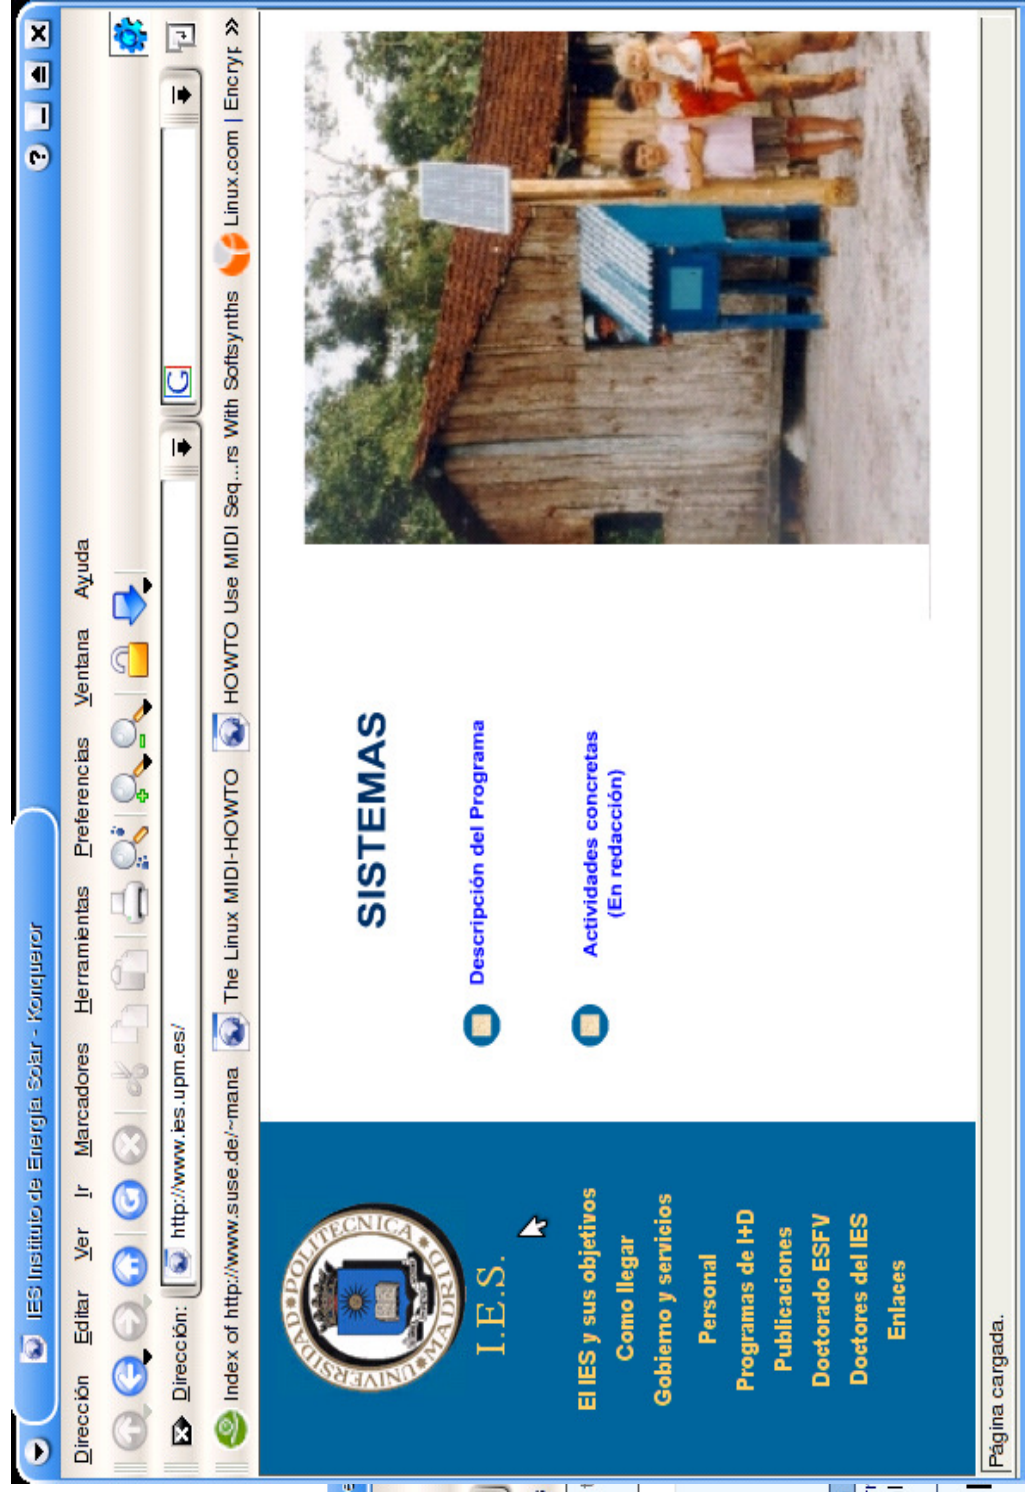 IES Instituto de Energía Solar - Konqueror
Dirección Editar Ver Ir Marcadores Herramientas Preferencias Ventana Ayuda
Dirección: http://www.ies.upm.es/ G
Index of http://www.suse.de/~mana The Linux MIDI-HOWTO HOWTO Use MIDI Seq...rs With Softsynths Linux.com | Encryp »
UNIVERSIDAD POLITECNICA MADRID
I.E.S.
El IES y sus objetivos
Como llegar
Gobierno y servicios
Personal
Programas de I+D
Publicaciones
Doctorado ESFV
Doctores del IES
Enlaces
SISTEMAS
Descripción del Programa
Actividades concretas
(En redacción)
Página cargada.